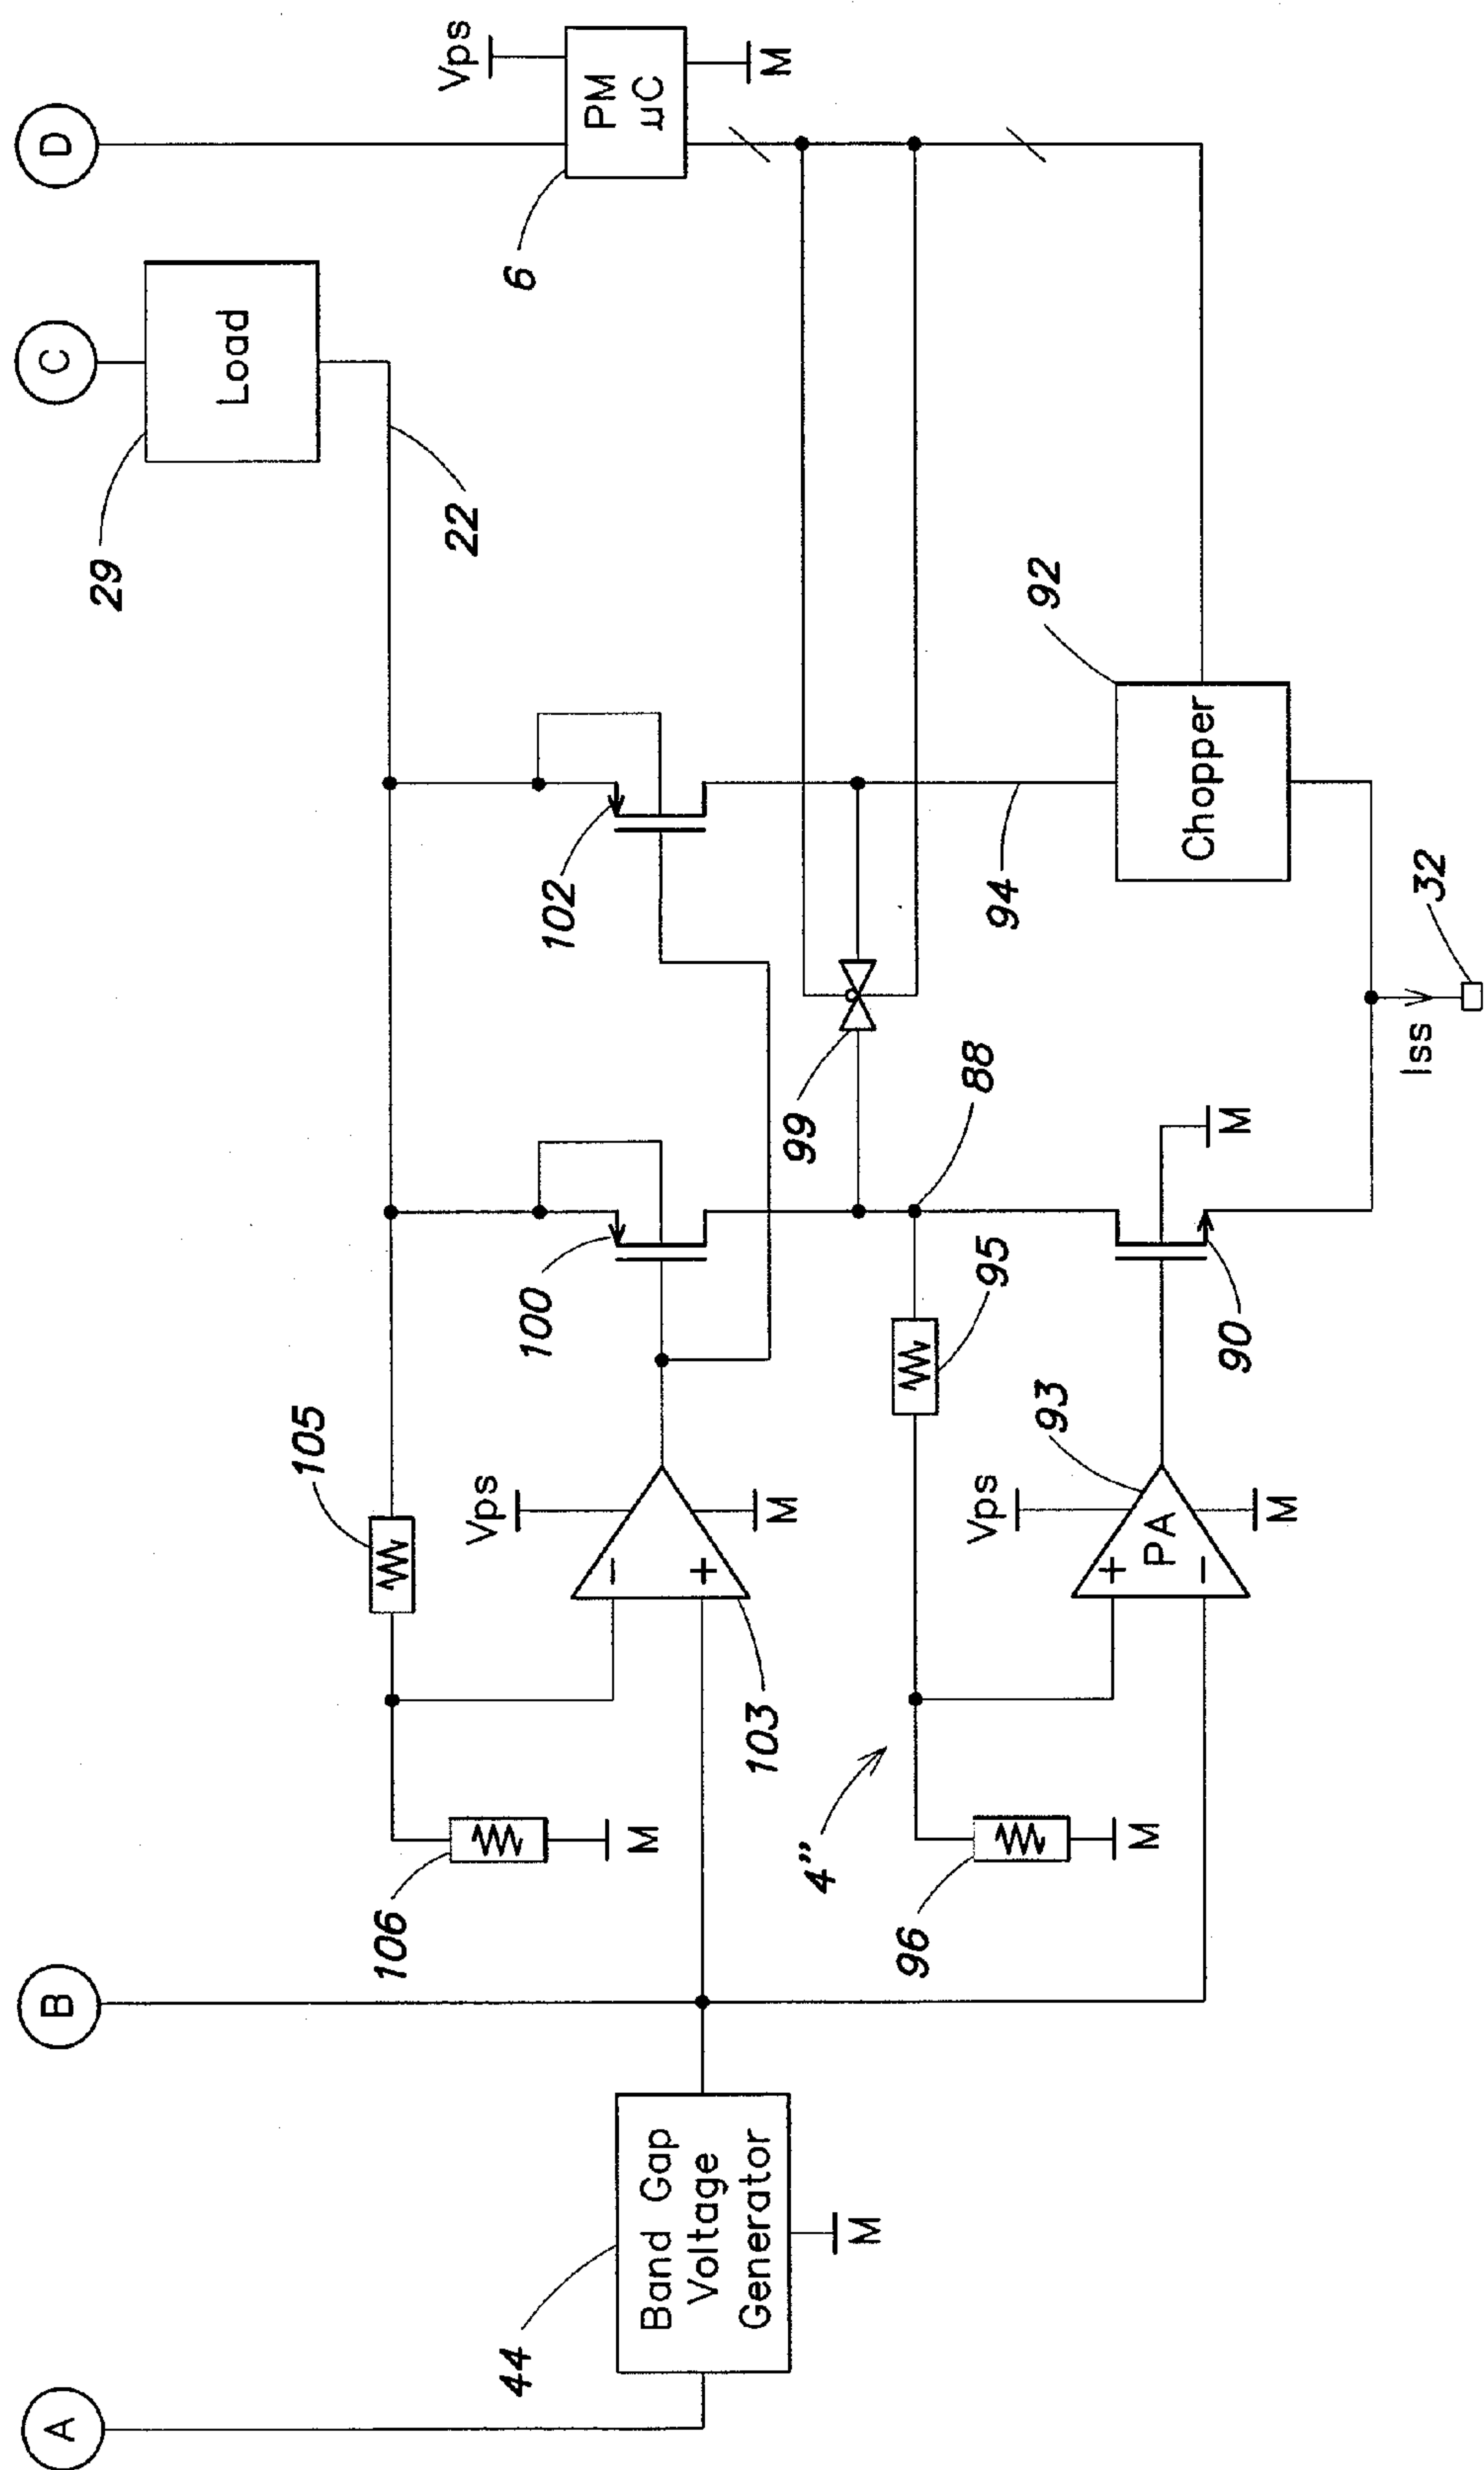 A
B
C
D
44
Band Gap
Voltage
Generator
M
106
M
105
103
−
+
Vps
M
100
102
29
Load
22
6
PM
µC
Vps
M
4”
96
M
95
88
99
94
93
+
PA
−
Vps
M
90
M
92
Chopper
Iss
32